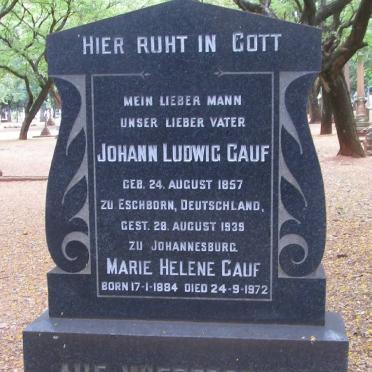 HIER RUHT IN GOTT
MEIN LIEBER MANN
UNSER LIEBER VATER
JOHANN LUDWIG GAUF
GEB. 24. AUGUST 1857
ZU ESCHBORN, DEUTSCHLAND,
GEST. 28. AUGUST 1939
ZU JOHANNESBURG.
MARIE HELENE GAUF
BORN 17-1-1884 DIED 24-9-1972
AUF